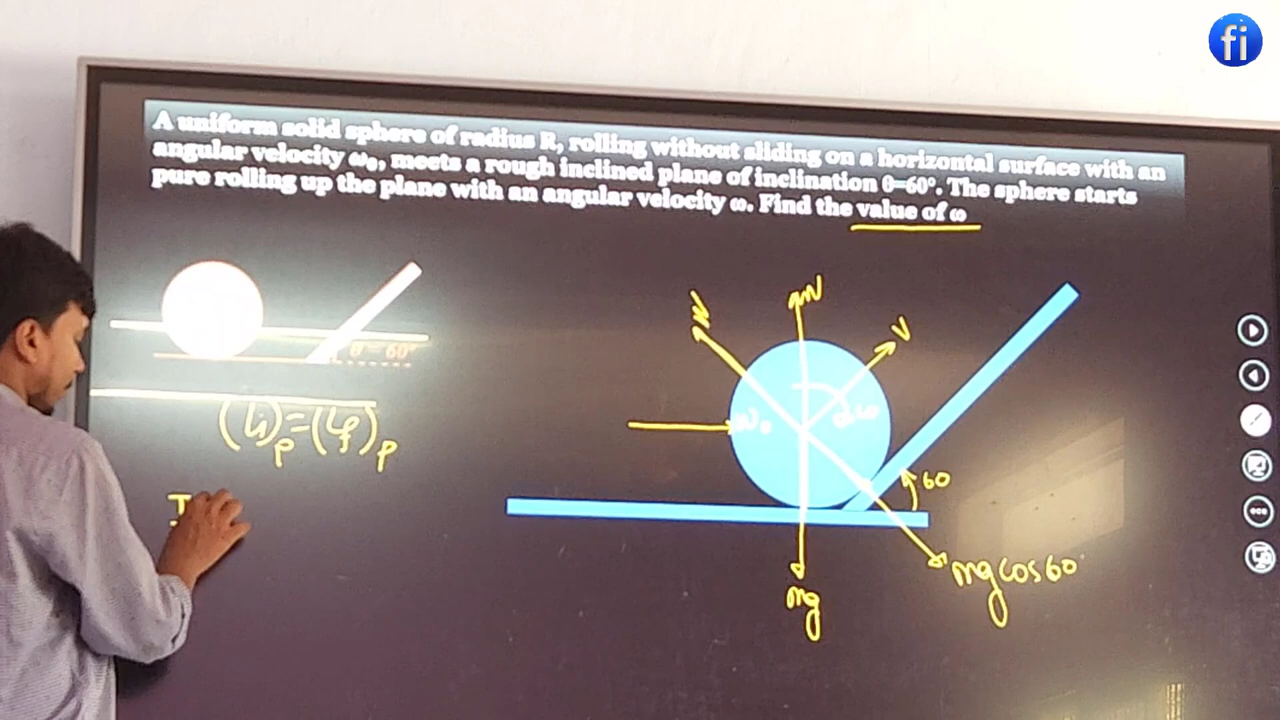 fi
A uniform solid sphere of radius R, rolling without sliding on a horizontal surface with an
angular velocity ω₀, meets a rough inclined plane of inclination θ=60°. The sphere starts
pure rolling up the plane with an angular velocity ω. Find the value of ω
θ = 60°
(Li)p=(Lf)p
I
N
N
V
ω₀
60
mg cos60
mg